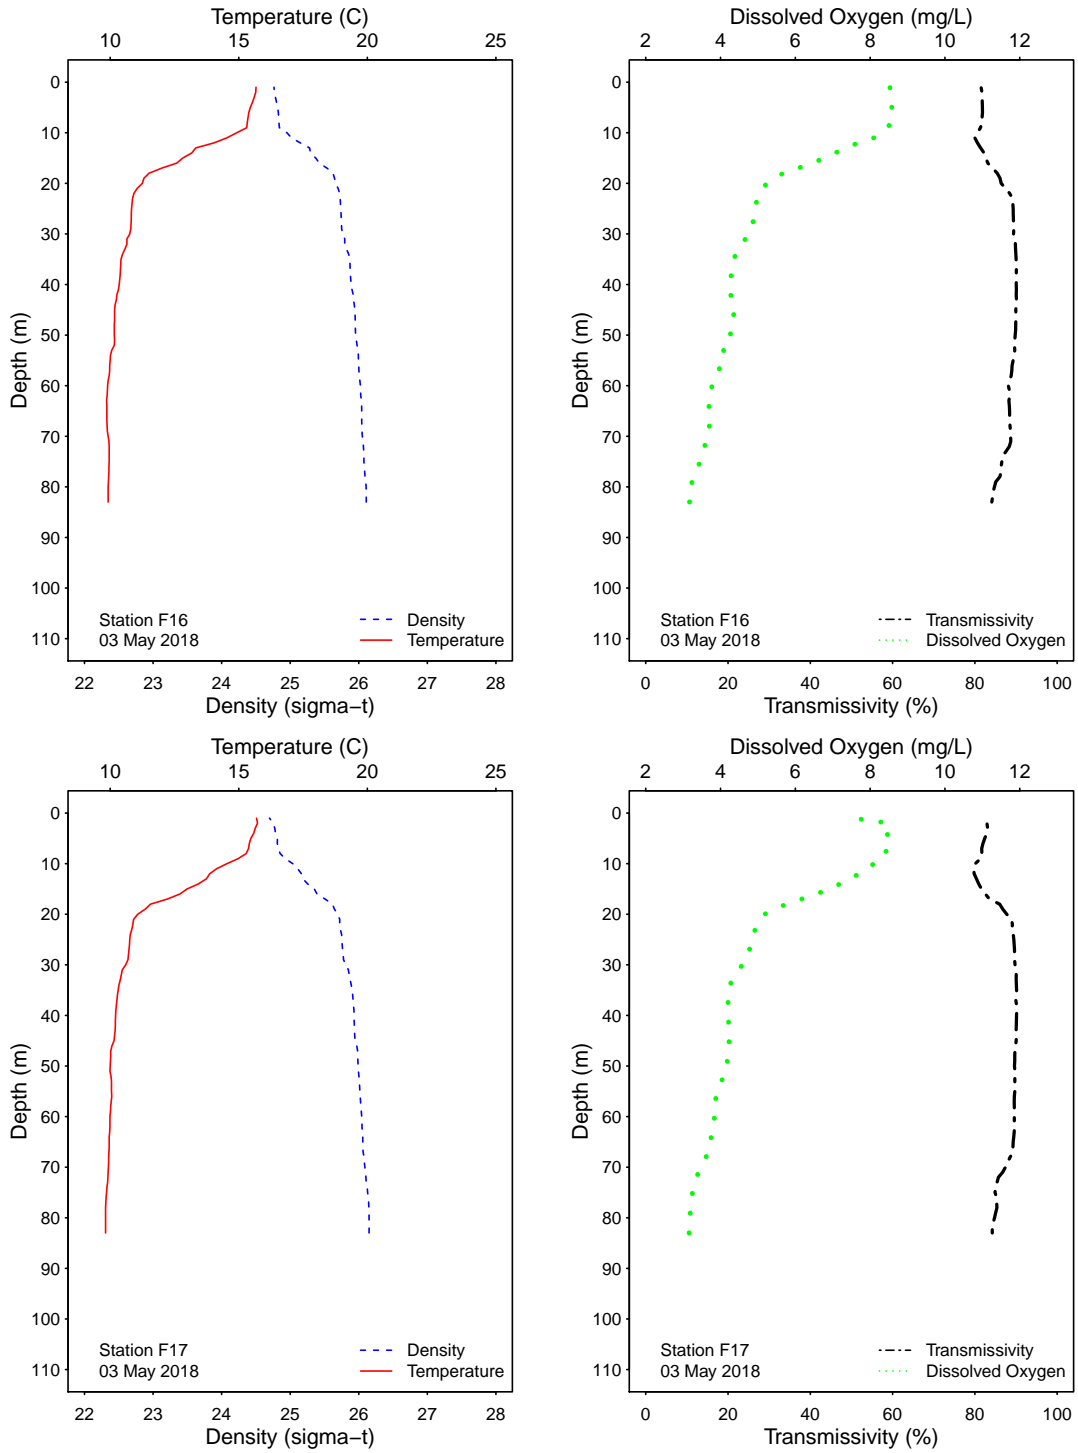 Temperature (C)
10 15 20 25
0
10
20
30
40
50
60
70
80
90
100
110
Depth (m)
Station F16
03 May 2018
Density
Temperature
22 23 24 25 26 27 28
Density (sigma−t)
Dissolved Oxygen (mg/L)
2 4 6 8 10 12
0
10
20
30
40
50
60
70
80
90
100
110
Depth (m)
Station F16
03 May 2018
Transmissivity
Dissolved Oxygen
0 20 40 60 80 100
Transmissivity (%)
Temperature (C)
10 15 20 25
0
10
20
30
40
50
60
70
80
90
100
110
Depth (m)
Station F17
03 May 2018
Density
Temperature
22 23 24 25 26 27 28
Density (sigma−t)
Dissolved Oxygen (mg/L)
2 4 6 8 10 12
0
10
20
30
40
50
60
70
80
90
100
110
Depth (m)
Station F17
03 May 2018
Transmissivity
Dissolved Oxygen
0 20 40 60 80 100
Transmissivity (%)